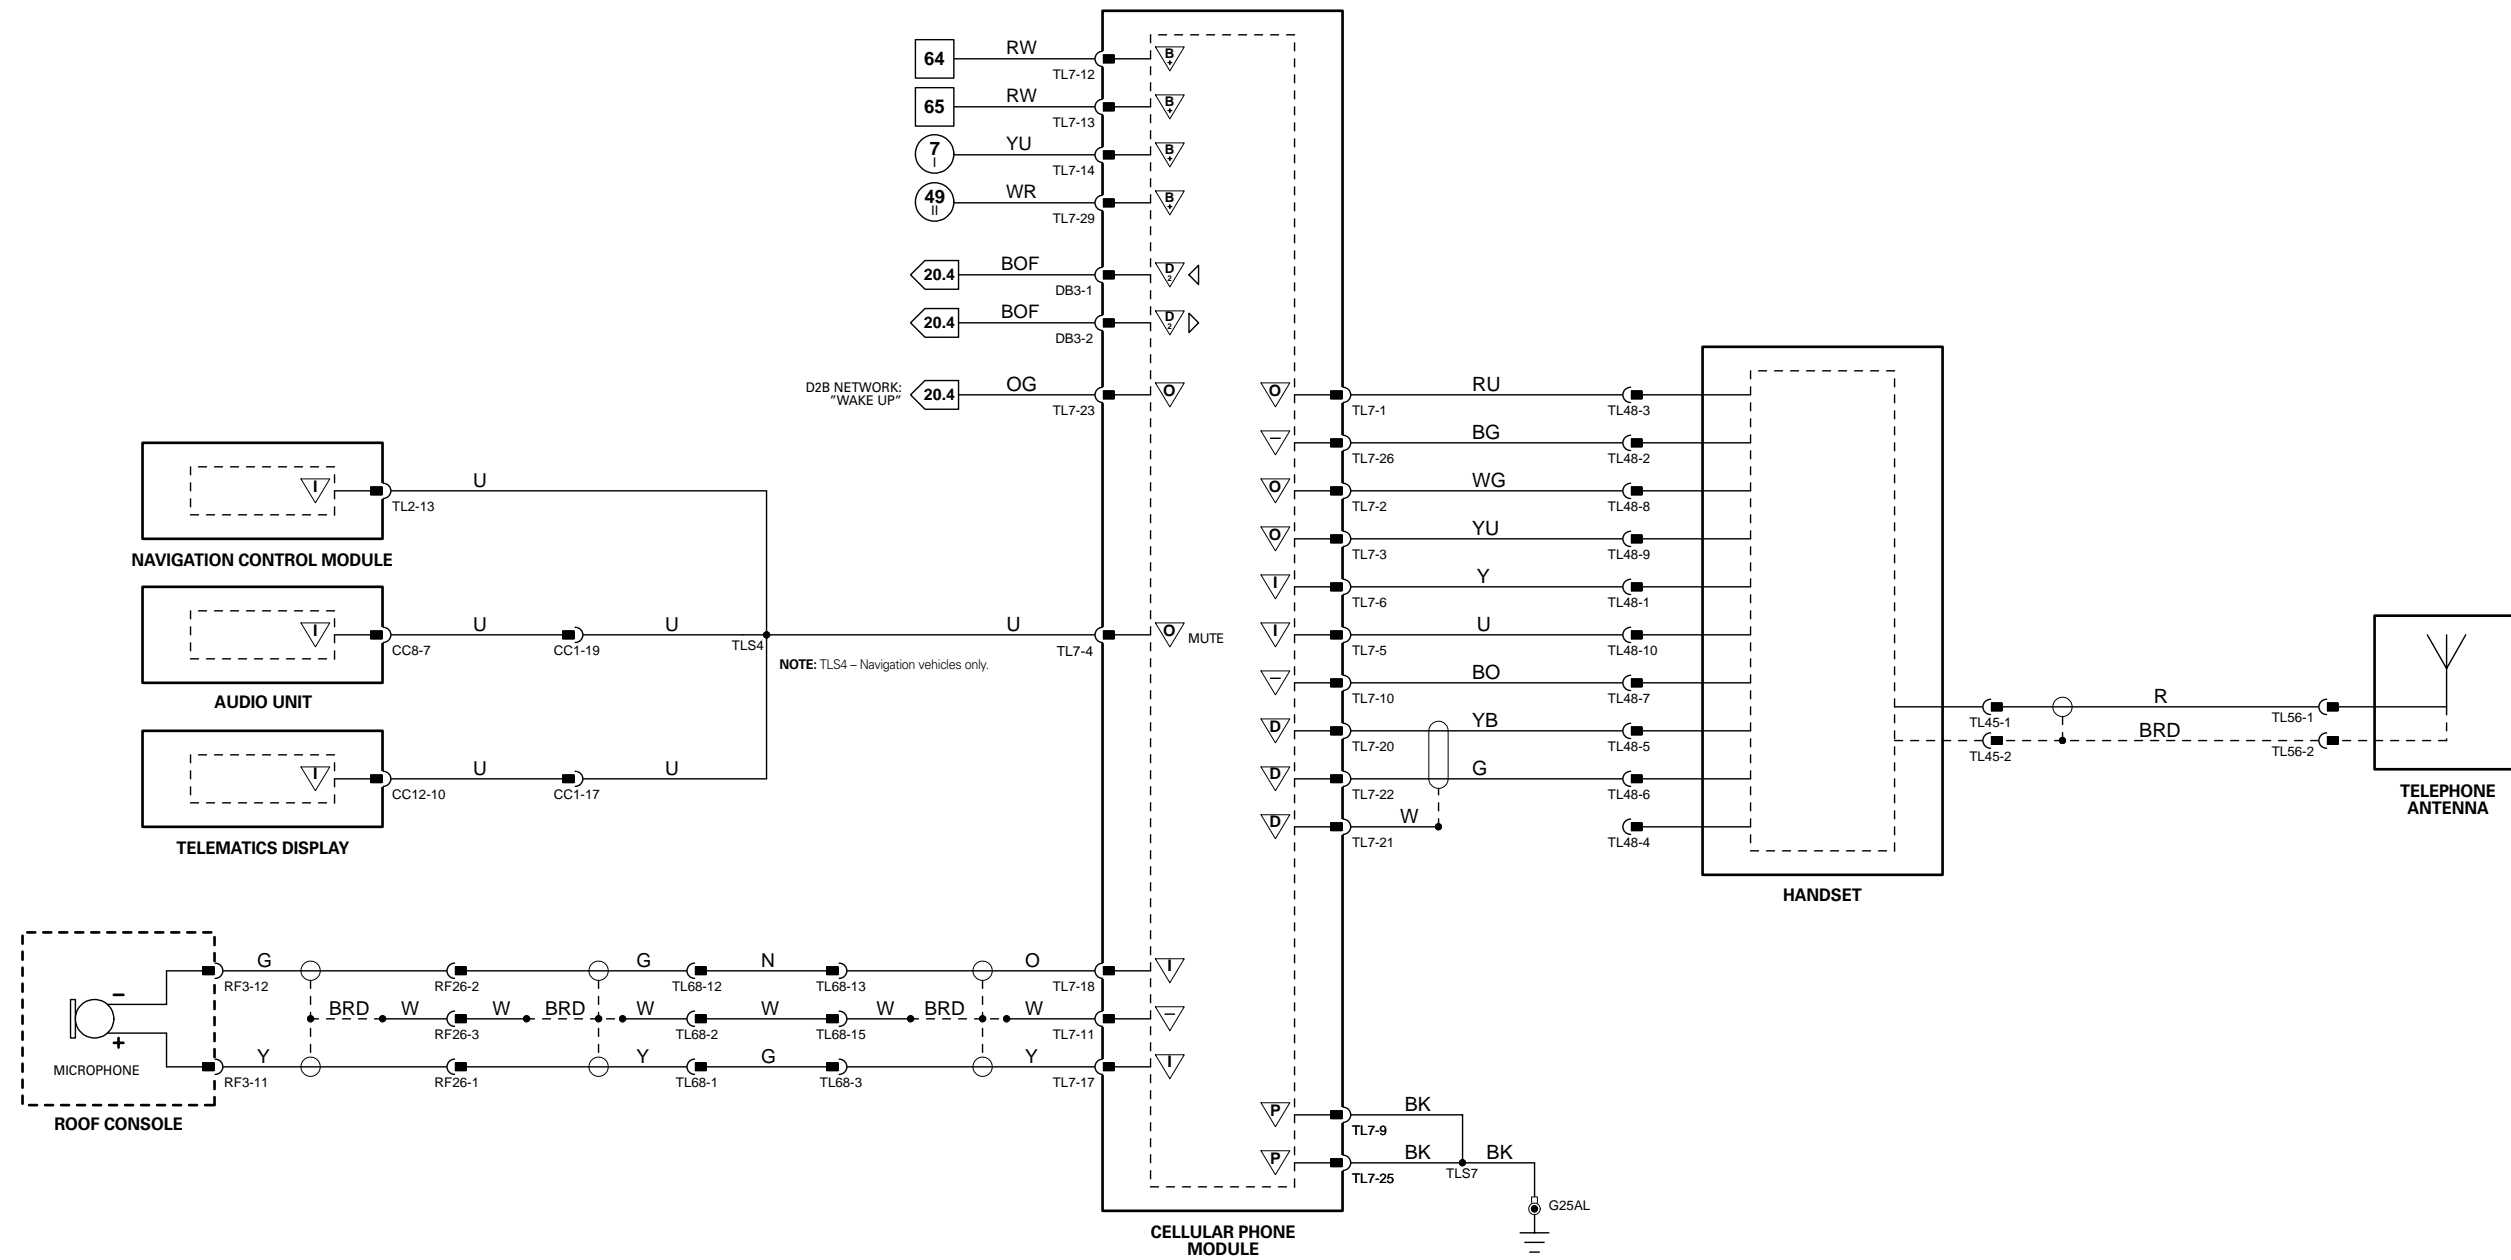 64 RW TL7-12 B+
65 RW TL7-13 B+
7 I YU TL7-14 B+
49 II WR TL7-29 B+
20.4 BOF DB3-1 D2
20.4 BOF DB3-2 D2
D2B NETWORK:
"WAKE UP" 20.4 OG TL7-23 O
O TL7-1 RU TL48-3
– TL7-26 BG TL48-2
O TL7-2 WG TL48-8
O TL7-3 YU TL48-9
I TL7-6 Y TL48-1
I TL7-5 U TL48-10
– TL7-10 BO TL48-7
D TL7-20 YB TL48-5
D TL7-22 G TL48-6
D TL7-21 W TL48-4
HANDSET
TL45-1 R TL56-1
TL45-2 BRD TL56-2
TELEPHONE
ANTENNA
I TL2-13 U
NAVIGATION CONTROL MODULE
I CC8-7 U CC1-19 U TLS4 U TL7-4 O MUTE
NOTE: TLS4 – Navigation vehicles only.
AUDIO UNIT
I CC12-10 U CC1-17 U
TELEMATICS DISPLAY
– RF3-12 G RF26-2 G TL68-12 N TL68-13 O TL7-18 I
BRD W RF26-3 W BRD W TL68-2 W TL68-15 W BRD W TL7-11 –
+ RF3-11 Y RF26-1 Y TL68-1 G TL68-3 Y TL7-17 I
MICROPHONE
ROOF CONSOLE
P TL7-9 BK
P TL7-25 BK TLS7 BK
G25AL
CELLULAR PHONE
MODULE